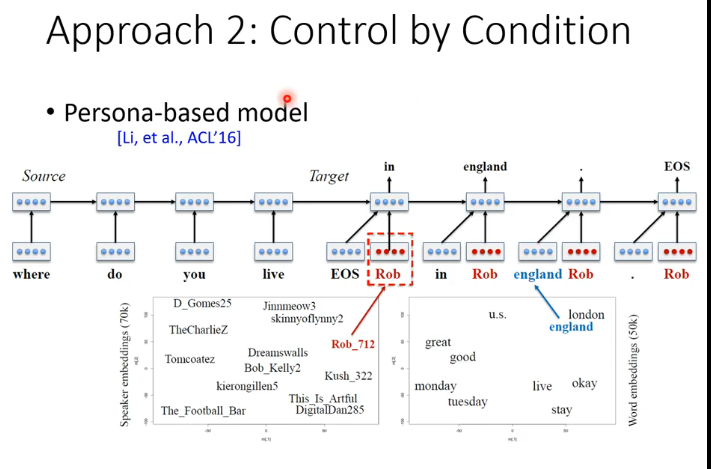 Approach 2: Control by Condition
• Persona-based model
[Li, et al., ACL'16]
Source
Target
in england . EOS
where do you live EOS Rob in Rob england Rob . Rob
Speaker embeddings (70k)
D_Gomes25
Jinnmeow3
skinnyoflynny2
TheCharlieZ
Rob_712
Dreamswalls
Tomcoatez
Bob_Kelly2
Kush_322
kierongillen5
This_Is_Artful
The_Football_Bar
DigitalDan285
u.s.
london
england
great
good
monday
live
okay
tuesday
stay
Word embeddings (50k)